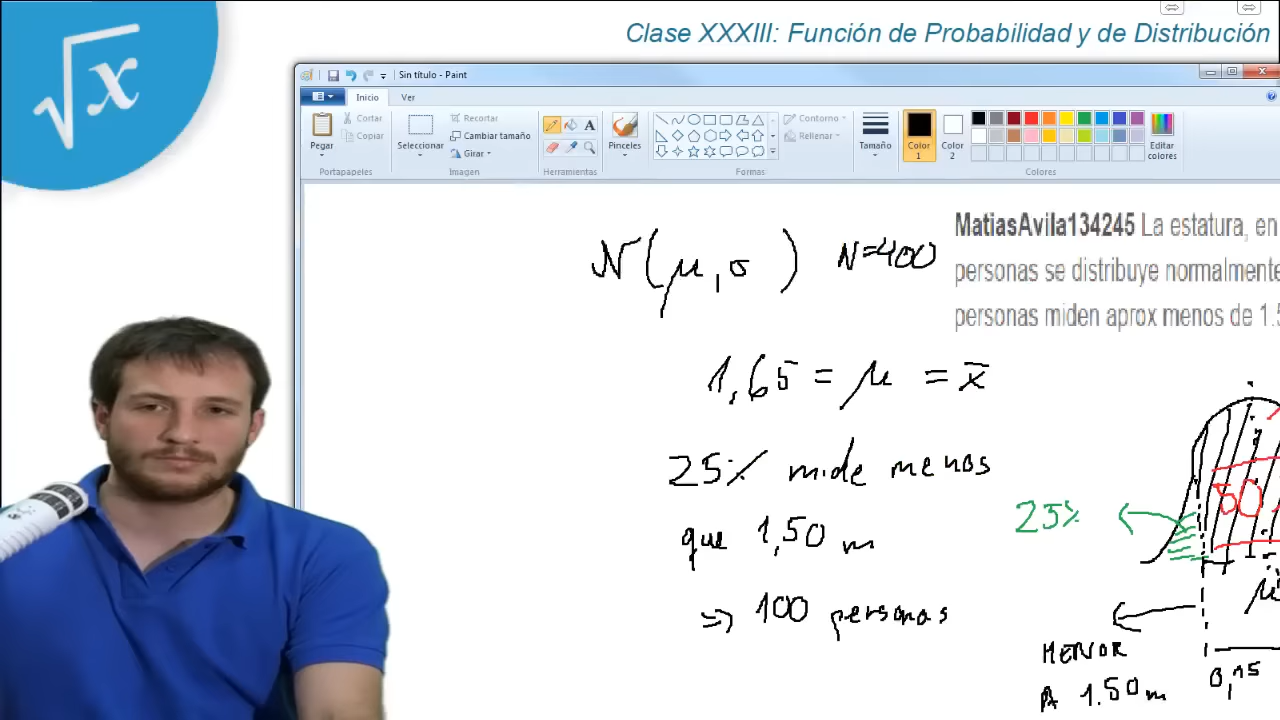 Clase XXXIII: Función de Probabilidad y de Distribución
√x
Sin título - Paint
Inicio
Ver
Pegar
Cortar
Copiar
Portapapeles
Seleccionar
Recortar
Cambiar tamaño
Girar
Imagen
A
Herramientas
Pinceles
Contorno
Rellenar
Formas
Tamaño
Color 1
Color 2
Editar colores
Colores
N(μ,σ) N=400
MatiasAvila134245 La estatura, en
personas se distribuye normalmente
personas miden aprox menos de 1.5
1,65 = μ = x̄
25% mide menos
que 1,50 m
⇒ 100 personas
25%
50
μ
MENOR
A 1.50m
0,15